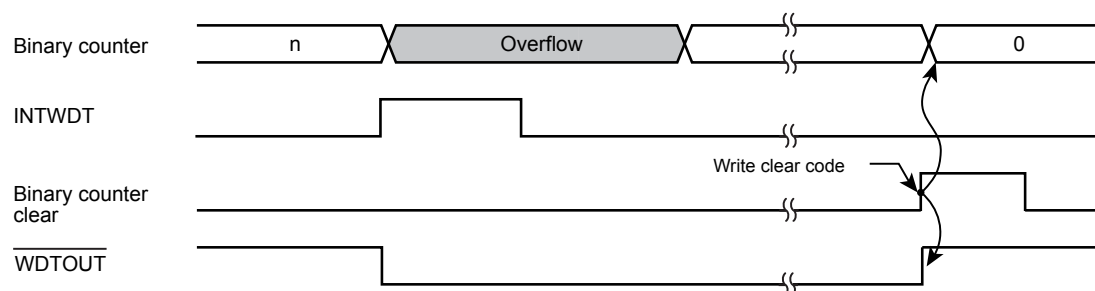 Binary counter
n
Overflow
0
INTWDT
Write clear code
Binary counter
clear
WDTOUT